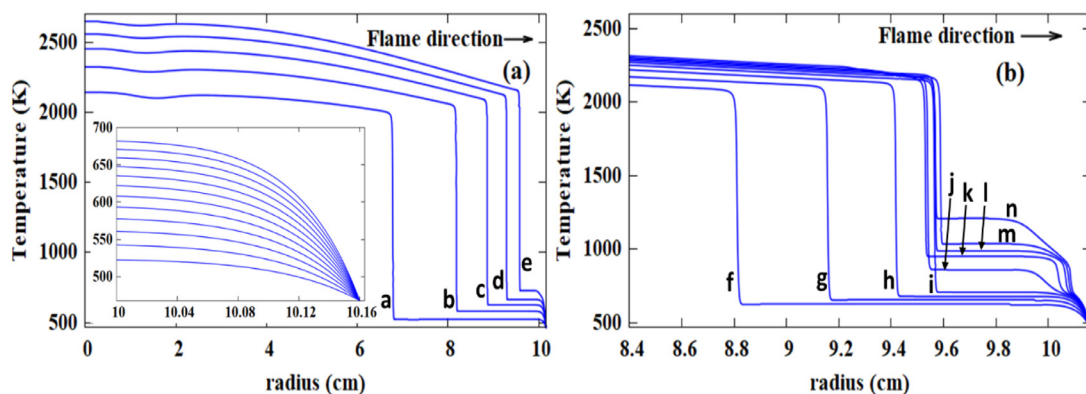 2500
2000
1500
1000
500
Temperature (K)
0
2
4
6
8
10
radius (cm)
Flame direction
(a)
a
b
c
d
e
700
650
600
550
500
10
10.04
10.08
10.12
10.16
2500
2000
1500
1000
500
Temperature (K)
8.4
8.6
8.8
9
9.2
9.4
9.6
9.8
10
radius (cm)
Flame direction
(b)
f
g
h
i
j
k
l
m
n